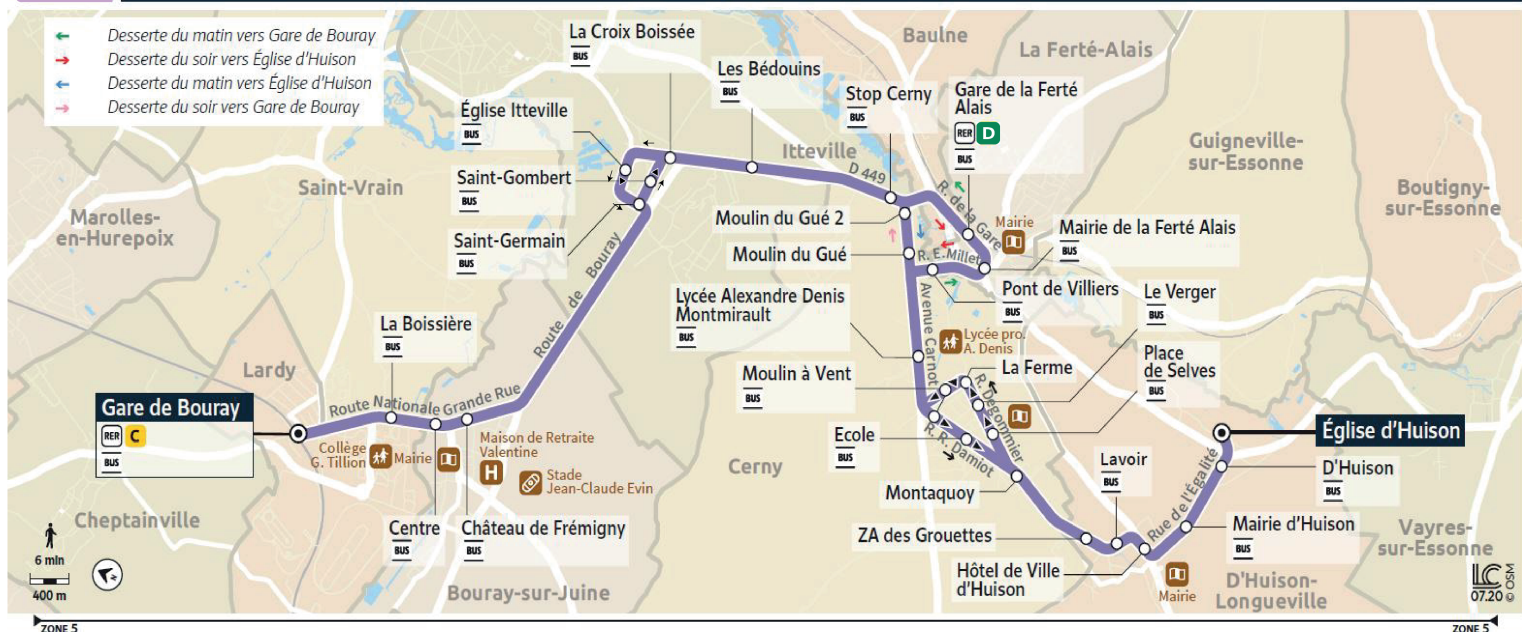 Desserte du matin vers Gare de Bouray
Desserte du soir vers Église d'Huison
Desserte du matin vers Église d'Huison
Desserte du soir vers Gare de Bouray
La Croix Boissée
BUS
Les Bédouins
BUS
Stop Cerny
BUS
Baulne
La Ferté-Alais
Gare de la Ferté
Alais
RER D
BUS
Église Itteville
BUS
Itteville
D 449
Guigneville-
sur-Essonne
Saint-Vrain
Saint-Gombert
BUS
Boutigny-
sur-Essonne
Marolles-
en-Hurepoix
Saint-Germain
BUS
Moulin du Gué 2
R. de la Gare
Mairie
Mairie de la Ferté Alais
BUS
Moulin du Gué
R. E. Millet
Route de Bouray
Lycée Alexandre Denis
Montmirault
BUS
Avenue Carnot
Pont de Villiers
BUS
Le Verger
BUS
La Boissière
BUS
Lycée pro.
A. Denis
Place
de Selves
BUS
Lardy
Moulin à Vent
BUS
La Ferme
R. Degommier
Gare de Bouray
RER C
BUS
Route Nationale
Grande Rue
Collège
G. Tillion
Mairie
Maison de Retraite
Valentine
H
Stade
Jean-Claude Evin
Ecole
BUS
R. R. Damiot
Église d'Huison
Cerny
Lavoir
BUS
D'Huison
BUS
Montaquoy
Rue de l'Égalité
Cheptainville
Centre
BUS
Château de Frémigny
BUS
ZA des Grouettes
Mairie d'Huison
BUS
Vayres-
sur-Essonne
6 min
400 m
N
Bouray-sur-Juine
Hôtel de Ville
d'Huison
Mairie
D'Huison-
Longueville
LC
07.20 © OSM
ZONE 5
ZONE 5